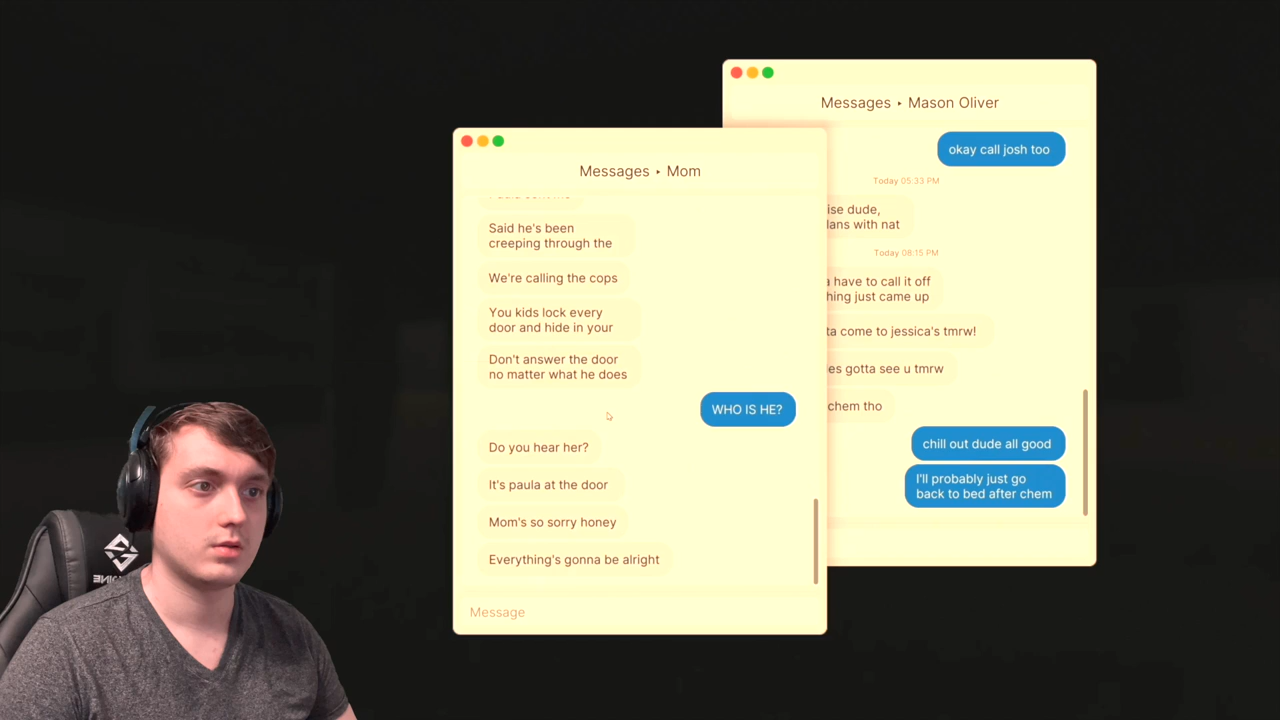 Messages ▸ Mom
Said he's been
creeping through the
We're calling the cops
You kids lock every
door and hide in your
Don't answer the door
no matter what he does
WHO IS HE?
Do you hear her?
It's paula at the door
Mom's so sorry honey
Everything's gonna be alright
Message
Messages ▸ Mason Oliver
okay call josh too
Today 05:33 PM
ise dude,
lans with nat
Today 08:15 PM
a have to call it off
hing just came up
ta come to jessica's tmrw!
es gotta see u tmrw
chem tho
chill out dude all good
I'll probably just go
back to bed after chem